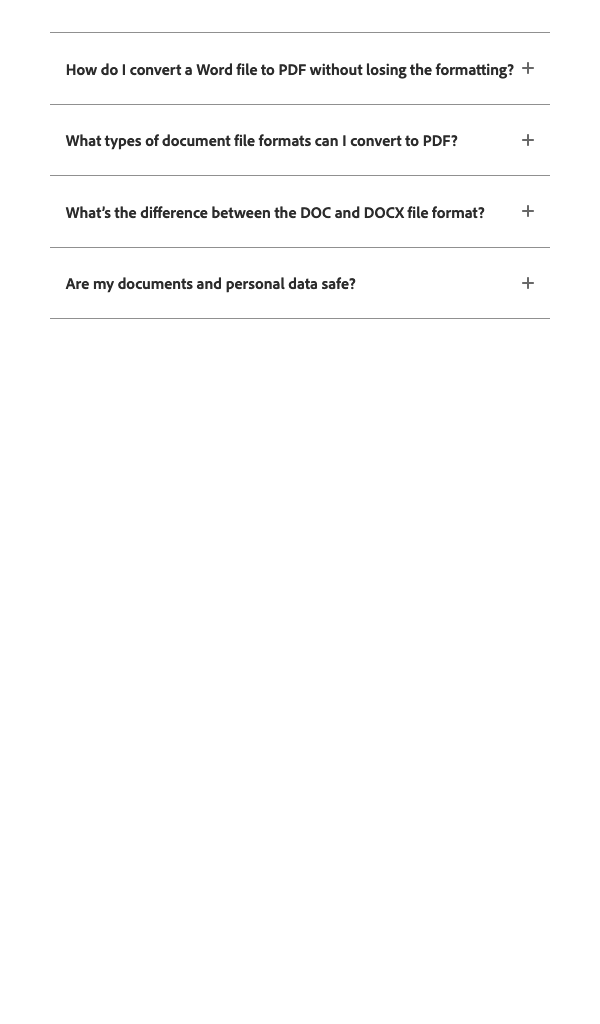 How do I convert a Word file to PDF without losing the formatting?
What types of document file formats can I convert to PDF?
What’s the difference between the DOC and DOCX file format?
Are my documents and personal data safe?